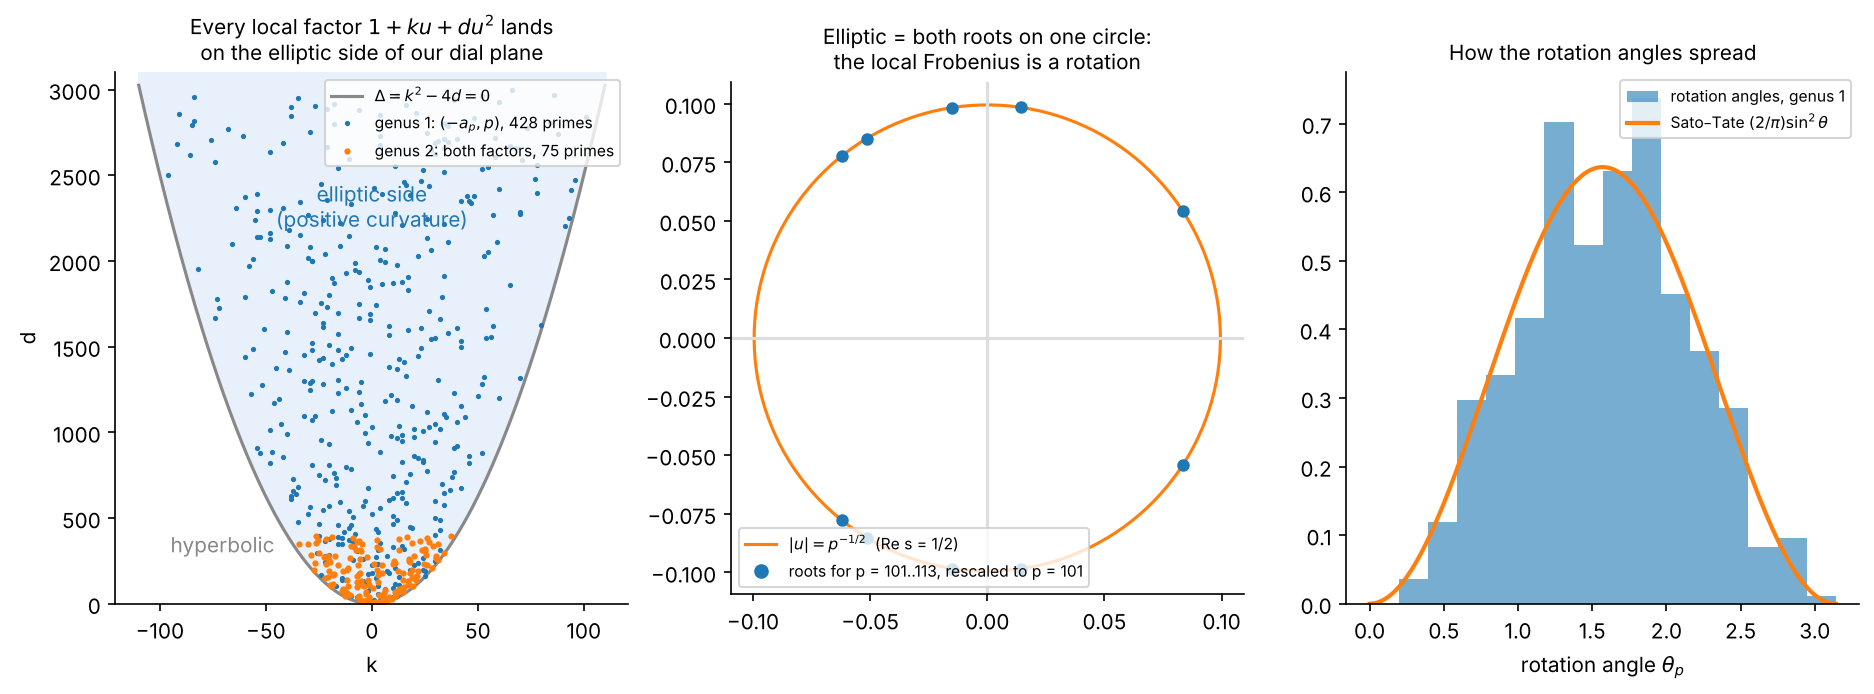 Every local factor 1 + ku + du² lands
on the elliptic side of our dial plane
3000
2500
2000
1500
1000
500
0
d
−100
−50
0
50
100
k
Δ = k² − 4d = 0
genus 1: (−aₚ, p), 428 primes
genus 2: both factors, 75 primes
elliptic side
(positive curvature)
hyperbolic
Elliptic = both roots on one circle:
the local Frobenius is a rotation
0.100
0.075
0.050
0.025
0.000
−0.025
−0.050
−0.075
−0.100
−0.10
−0.05
0.00
0.05
0.10
|u| = p^{−1/2} (Re s = 1/2)
roots for p = 101..113, rescaled to p = 101
How the rotation angles spread
0.7
0.6
0.5
0.4
0.3
0.2
0.1
0.0
0.0
0.5
1.0
1.5
2.0
2.5
3.0
rotation angle θₚ
rotation angles, genus 1
Sato–Tate (2/π)sin² θ